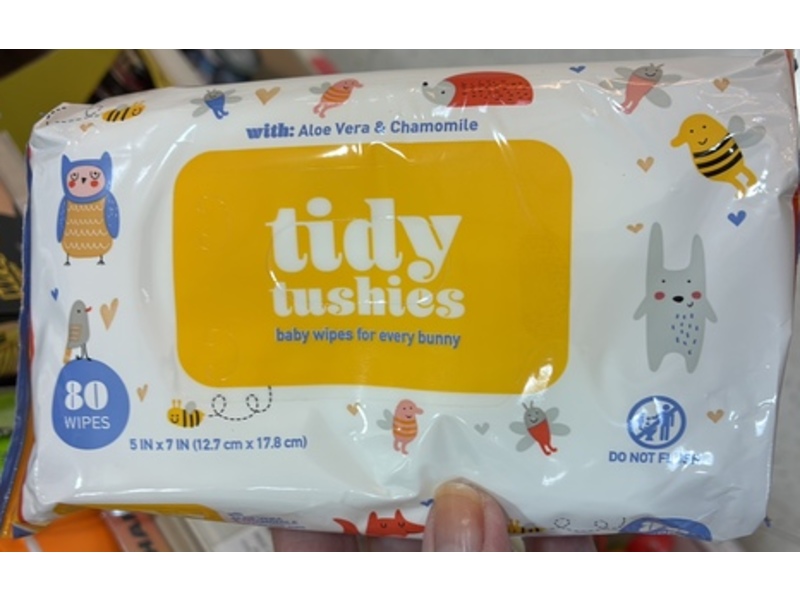 with: Aloe Vera & Chamomile
tidy
tushies
baby wipes for every bunny
80
WIPES
5 IN x 7 IN (12.7 cm x 17.8 cm)
DO NOT FLUSH